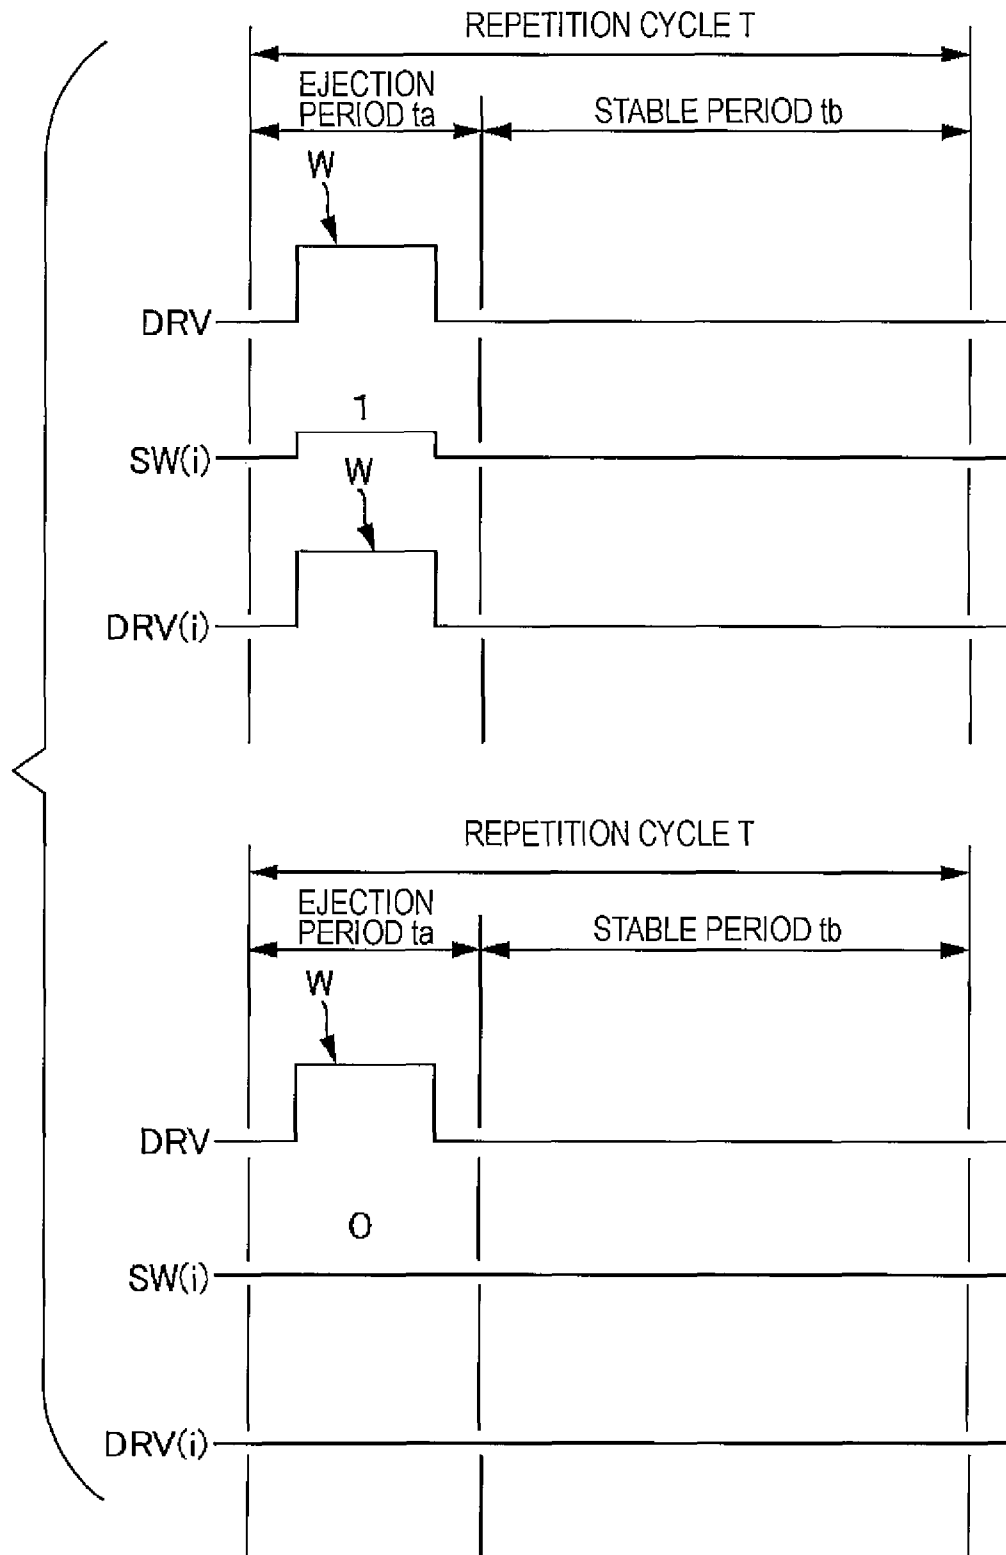 REPETITION CYCLE T
EJECTION
PERIOD ta
STABLE PERIOD tb
W
DRV
1
SW(i)
W
DRV(i)
REPETITION CYCLE T
EJECTION
PERIOD ta
STABLE PERIOD tb
W
DRV
0
SW(i)
DRV(i)